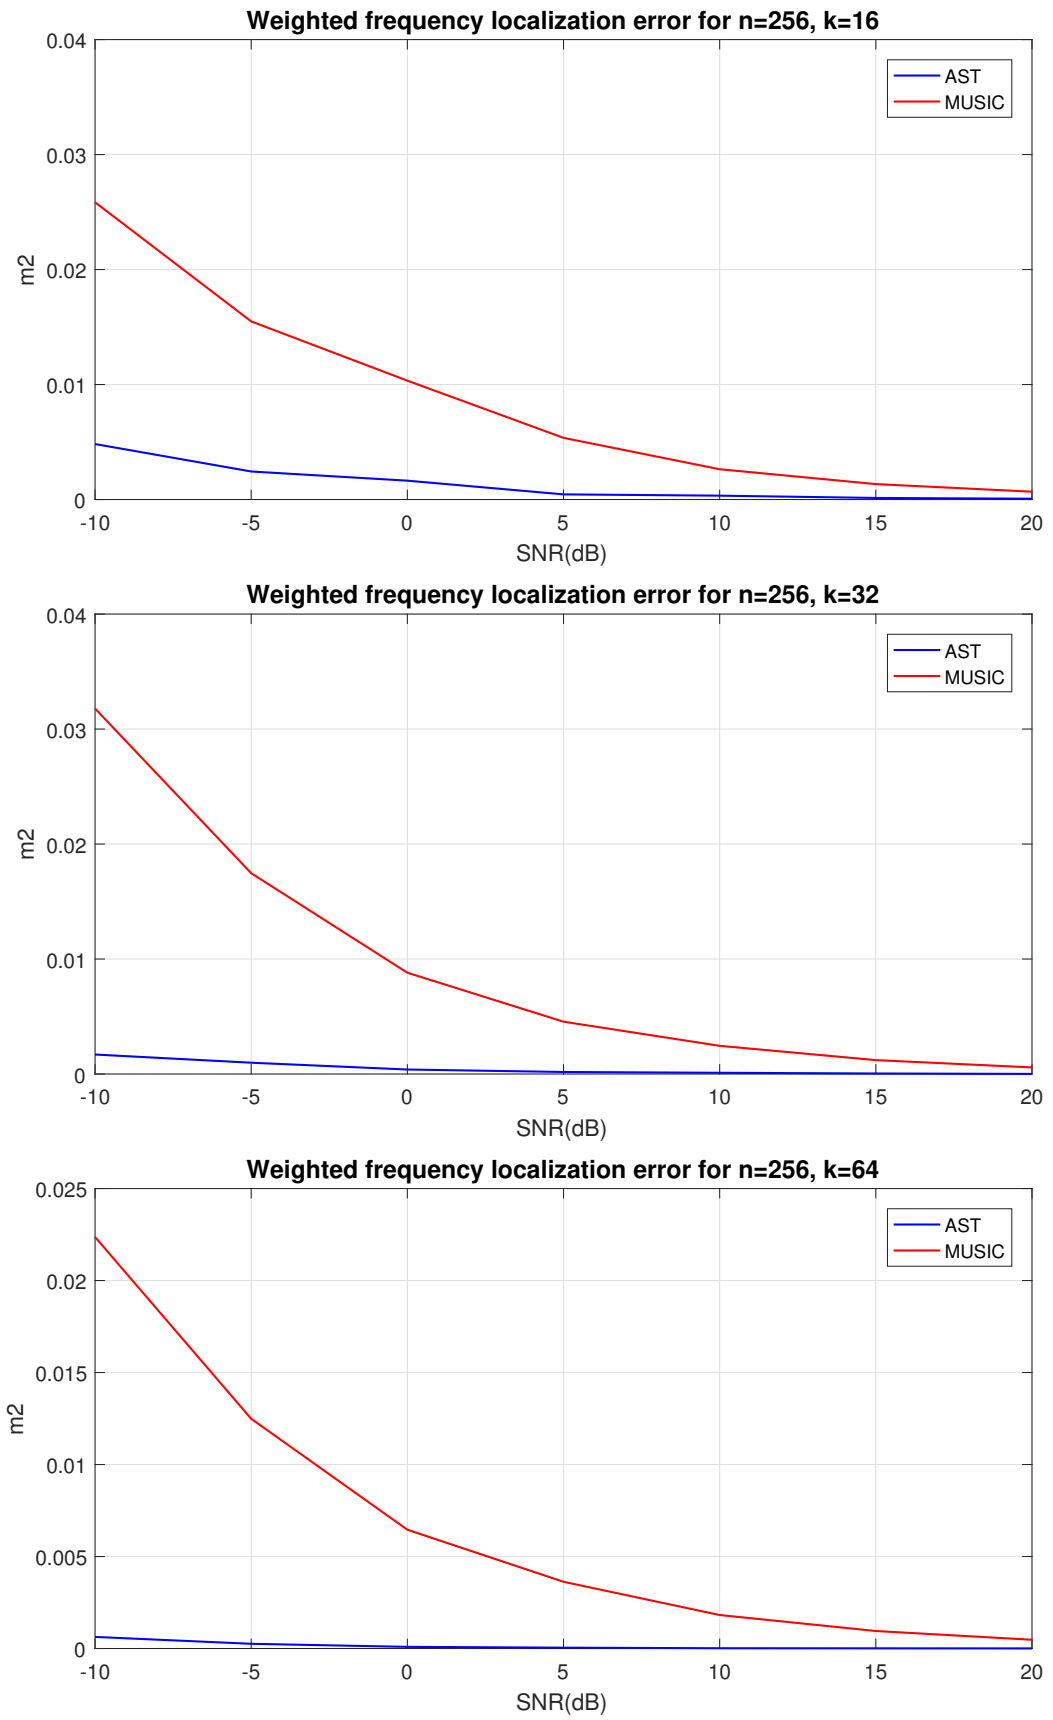 Weighted frequency localization error for n=256, k=16
0.04
0.03
0.02
0.01
0
m2
-10 -5 0 5 10 15 20
SNR(dB)
AST
MUSIC
Weighted frequency localization error for n=256, k=32
0.04
0.03
0.02
0.01
0
m2
-10 -5 0 5 10 15 20
SNR(dB)
AST
MUSIC
Weighted frequency localization error for n=256, k=64
0.025
0.02
0.015
0.01
0.005
0
m2
-10 -5 0 5 10 15 20
SNR(dB)
AST
MUSIC